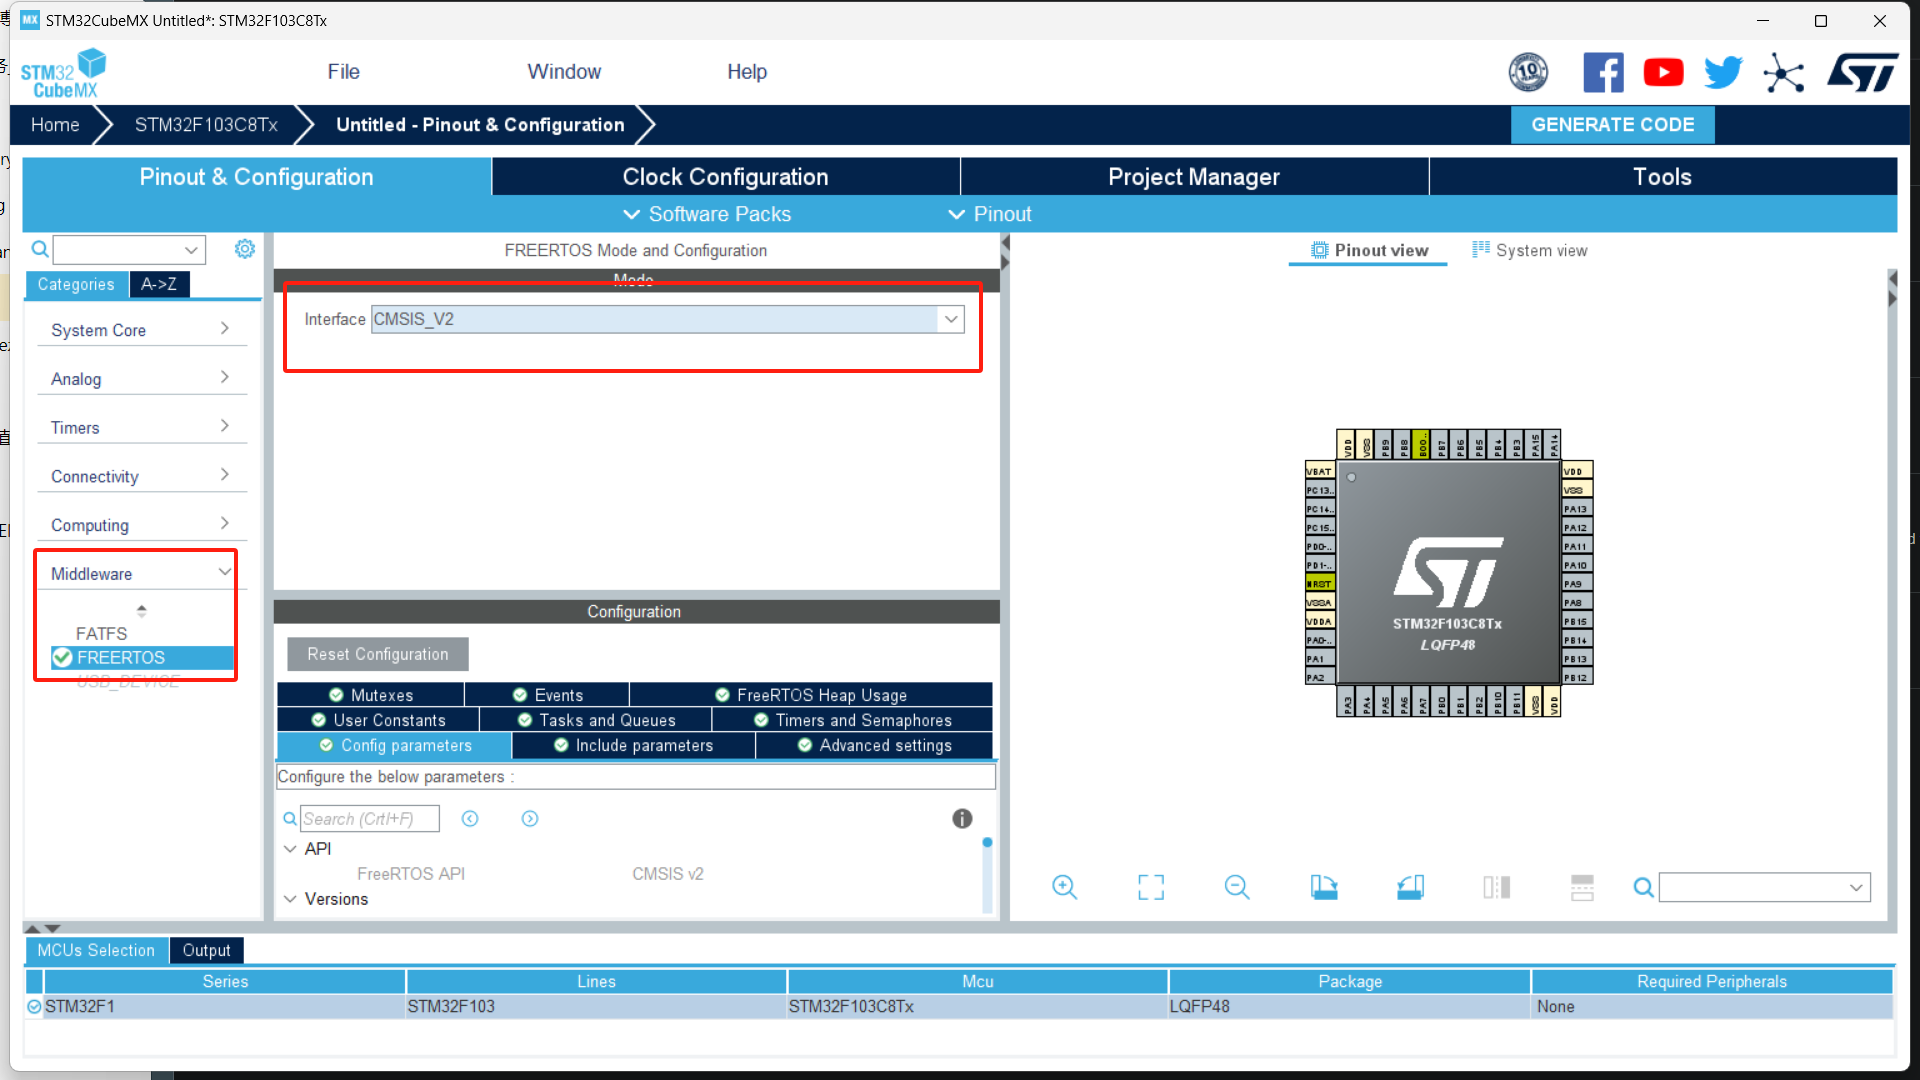 STM32CubeMX Untitled*: STM32F103C8Tx
STM32
CubeMX
File
Window
Help
10
Home
STM32F103C8Tx
Untitled - Pinout & Configuration
GENERATE CODE
Pinout & Configuration
Clock Configuration
Project Manager
Tools
Software Packs
Pinout
FREERTOS Mode and Configuration
Pinout view
System view
Categories
A->Z
Mode
Interface CMSIS_V2
System Core
Analog
Timers
Connectivity
Computing
Middleware
FATFS
FREERTOS
USB_DEVICE
Configuration
Reset Configuration
Mutexes
Events
FreeRTOS Heap Usage
User Constants
Tasks and Queues
Timers and Semaphores
Config parameters
Include parameters
Advanced settings
Configure the below parameters :
Search (Crtl+F)
API
FreeRTOS API
CMSIS v2
Versions
VDD
VSS
PB9
PB8
BOO..
PB7
PB6
PB5
PB4
PB3
PA15
PA14
VBAT
PC13..
PC14..
PC15..
PD0-..
PD1-..
NRST
VSSA
VDDA
PA0-..
PA1
PA2
VDD
VSS
PA13
PA12
PA11
PA10
PA9
PA8
PB15
PB14
PB13
PB12
STM32F103C8Tx
LQFP48
PA3
PA4
PA5
PA6
PA7
PB0
PB1
PB2
PB10
PB11
VSS
VDD
MCUs Selection
Output
Series
Lines
Mcu
Package
Required Peripherals
STM32F1
STM32F103
STM32F103C8Tx
LQFP48
None